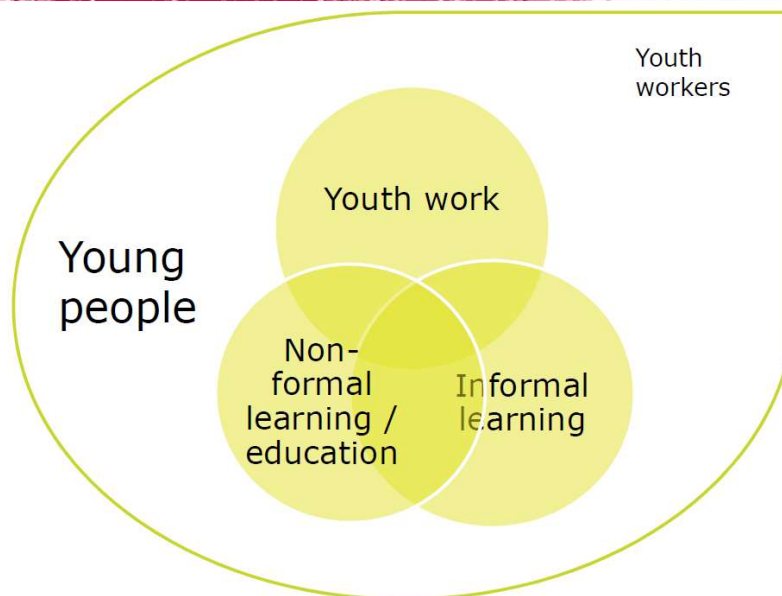 Youth
workers
Youth work
Young
people
Non-
formal
learning /
education
Informal
learning